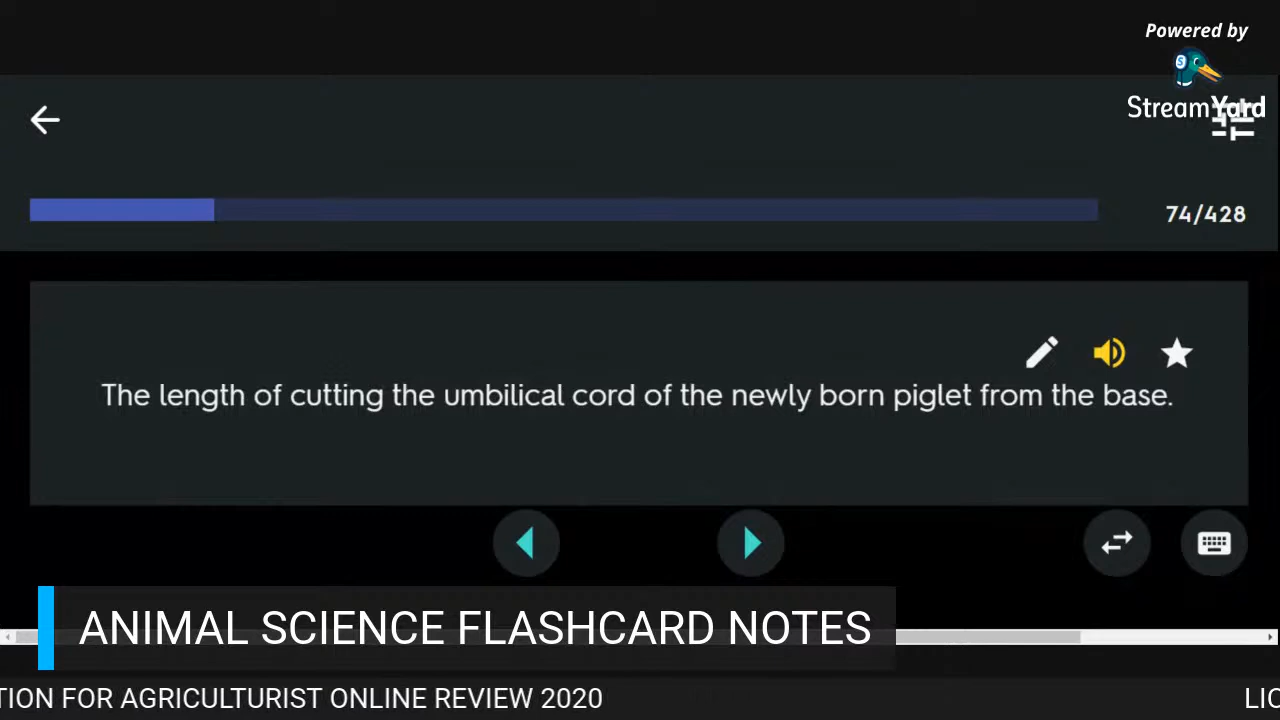 Powered by
StreamYard
74/428
The length of cutting the umbilical cord of the newly born piglet from the base.
ANIMAL SCIENCE FLASHCARD NOTES
TION FOR AGRICULTURIST ONLINE REVIEW 2020
LIC